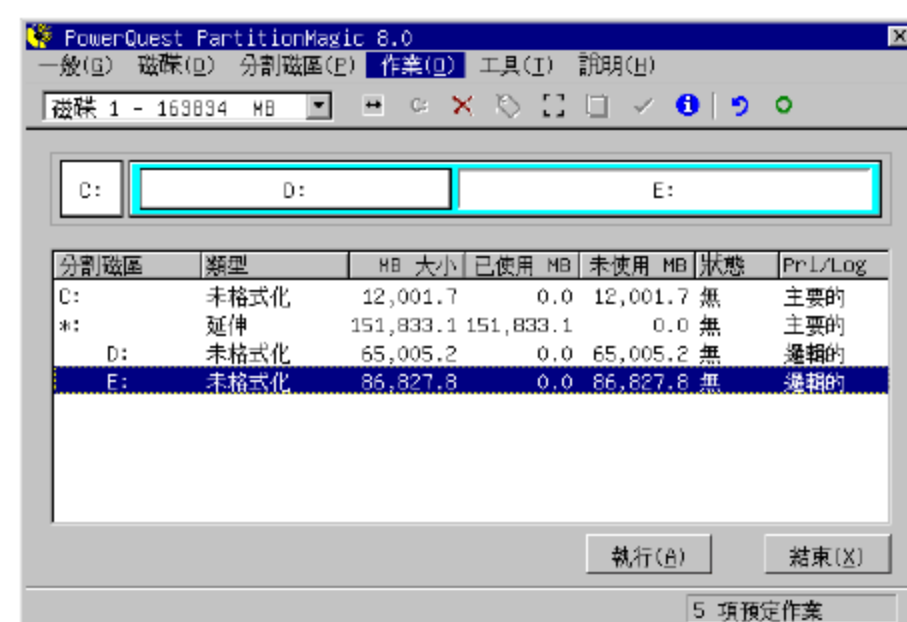 PowerQuest PartitionMagic 8.0
一般(G) 磁碟(D) 分割磁區(P) 作業(O) 工具(T) 說明(H)
磁碟 1 - 163834 MB
C: D: E:
分割磁區 類型 MB 大小 已使用 MB 未使用 MB 狀態 Pri/Log
C: 未格式化 12,001.7 0.0 12,001.7 無 主要的
*: 延伸 151,833.1 151,833.1 0.0 無 主要的
D: 未格式化 65,005.2 0.0 65,005.2 無 邏輯的
E: 未格式化 86,827.8 0.0 86,827.8 無 邏輯的
執行(A) 結束(X)
5 項預定作業